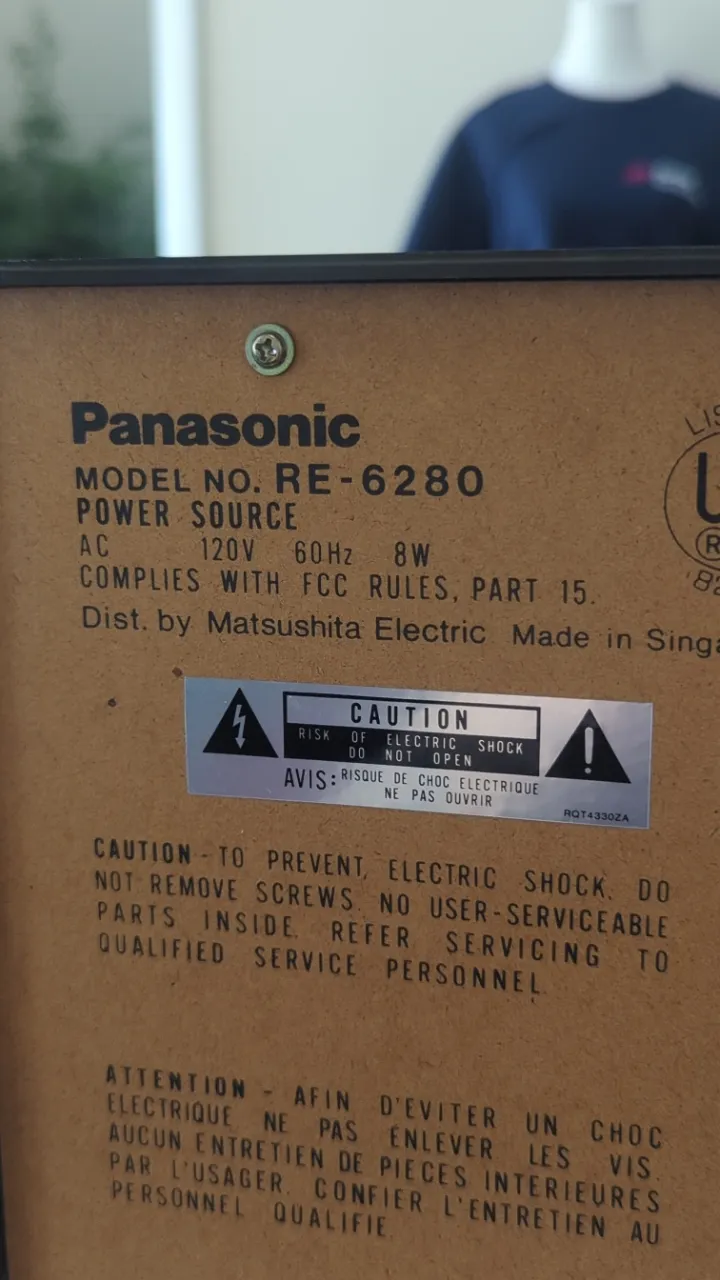 Panasonic
MODEL NO. RE-6280
POWER SOURCE
AC 120V 60Hz 8W
COMPLIES WITH FCC RULES, PART 15.
Dist. by Matsushita Electric Made in
CAUTION
RISK OF ELECTRIC SHOCK
DO NOT OPEN
AVIS: RISQUE DE CHOC ELECTRIQUE
NE PAS OUVRIR
RQT4330ZA
CAUTION - TO PREVENT, ELECTRIC SHOCK. DO
NOT REMOVE SCREWS. NO USER-SERVICEABLE
PARTS INSIDE. REFER SERVICING TO
QUALIFIED SERVICE PERSONNEL.
ATTENTION - AFIN D'EVITER UN CHOC
ELECTRIQUE NE PAS ENLEVER LES VIS.
AUCUN ENTRETIEN DE PIECES INTERIEURES
PAR L'USAGER. CONFIER L'ENTRETIEN AU
PERSONNEL QUALIFIE